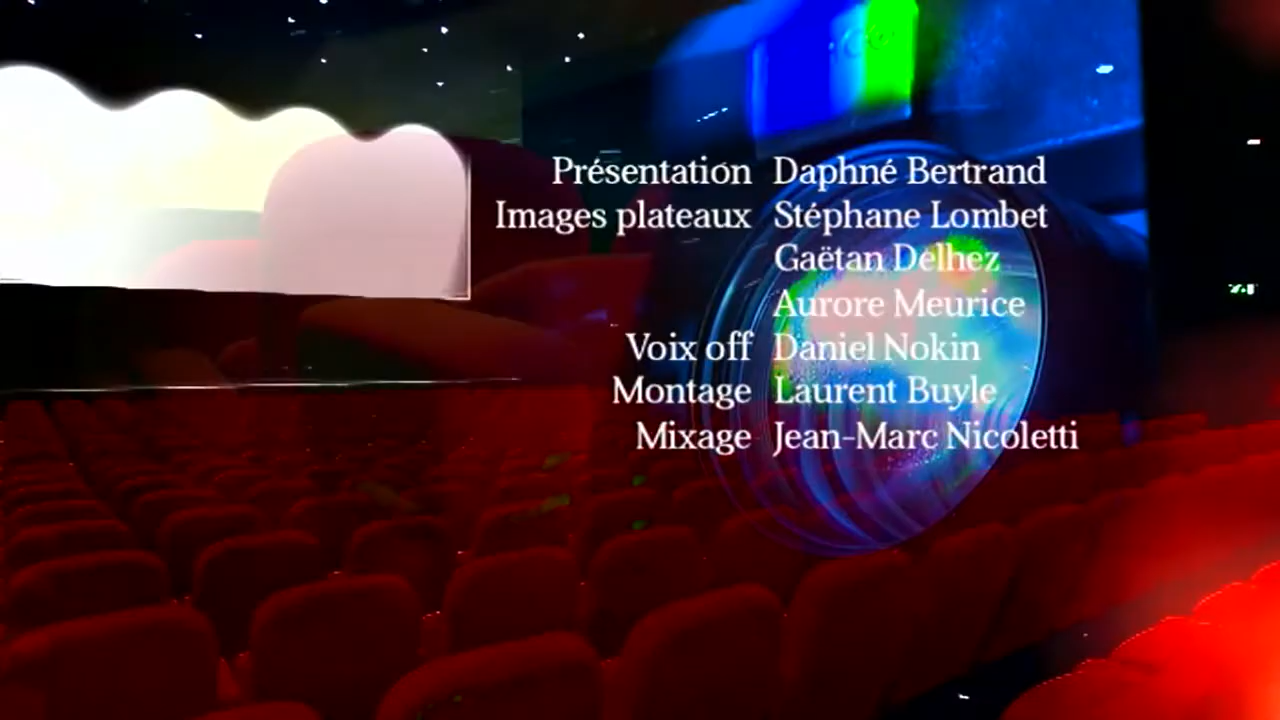 Présentation Daphné Bertrand
Images plateaux Stéphane Lombet
Gaëtan Delhez
Aurore Meurice
Voix off Daniel Nokin
Montage Laurent Buyle
Mixage Jean-Marc Nicoletti